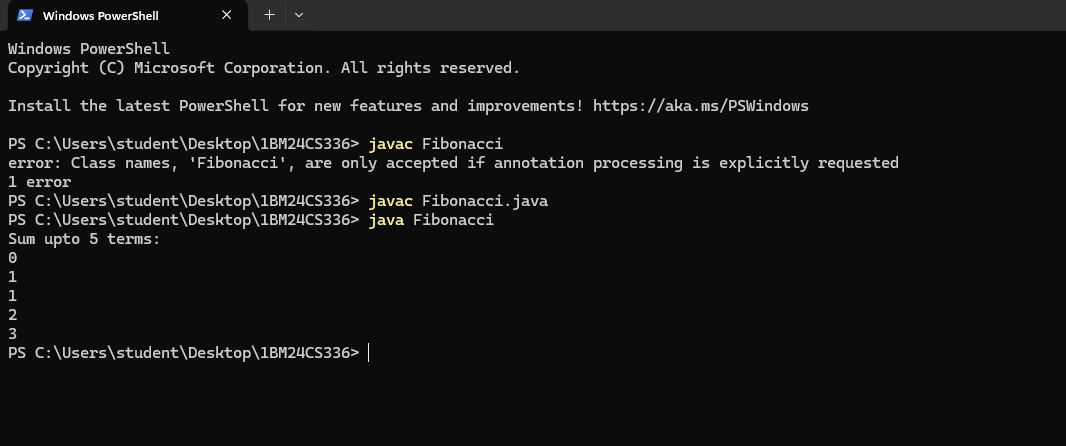 Windows PowerShell
Windows PowerShell
Copyright (C) Microsoft Corporation. All rights reserved.
Install the latest PowerShell for new features and improvements! https://aka.ms/PSWindows
PS C:\Users\student\Desktop\1BM24CS336> javac Fibonacci
error: Class names, 'Fibonacci', are only accepted if annotation processing is explicitly requested
1 error
PS C:\Users\student\Desktop\1BM24CS336> javac Fibonacci.java
PS C:\Users\student\Desktop\1BM24CS336> java Fibonacci
Sum upto 5 terms:
0
1
1
2
3
PS C:\Users\student\Desktop\1BM24CS336>